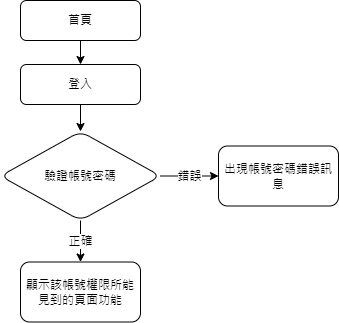 首頁
登入
驗證帳號密碼
錯誤
出現帳號密碼錯誤訊
息
正確
顯示該帳號權限所能
見到的頁面功能